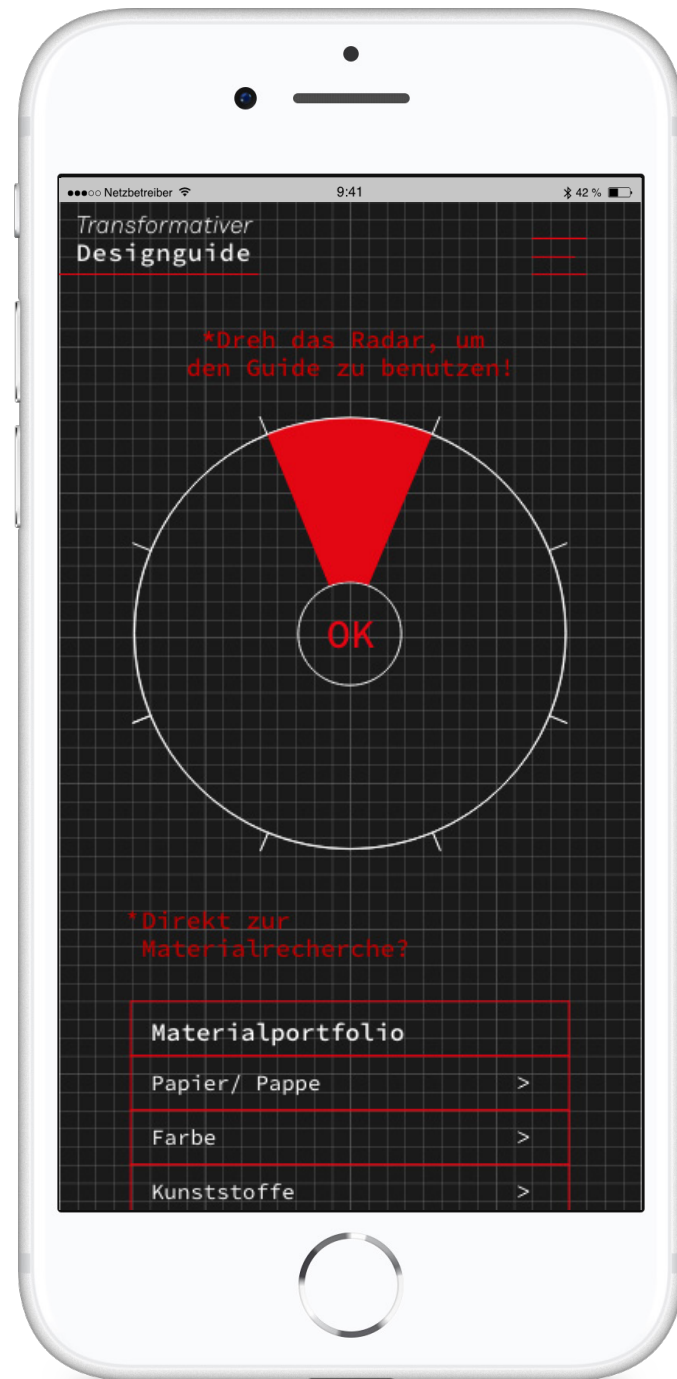 ●●●○○ Netzbetreiber 9:41 42 %
Transformativer
Designguide
*Dreh das Radar, um
den Guide zu benutzen!
OK
*Direkt zur
Materialrecherche?
Materialportfolio
Papier/ Pappe >
Farbe >
Kunststoffe >